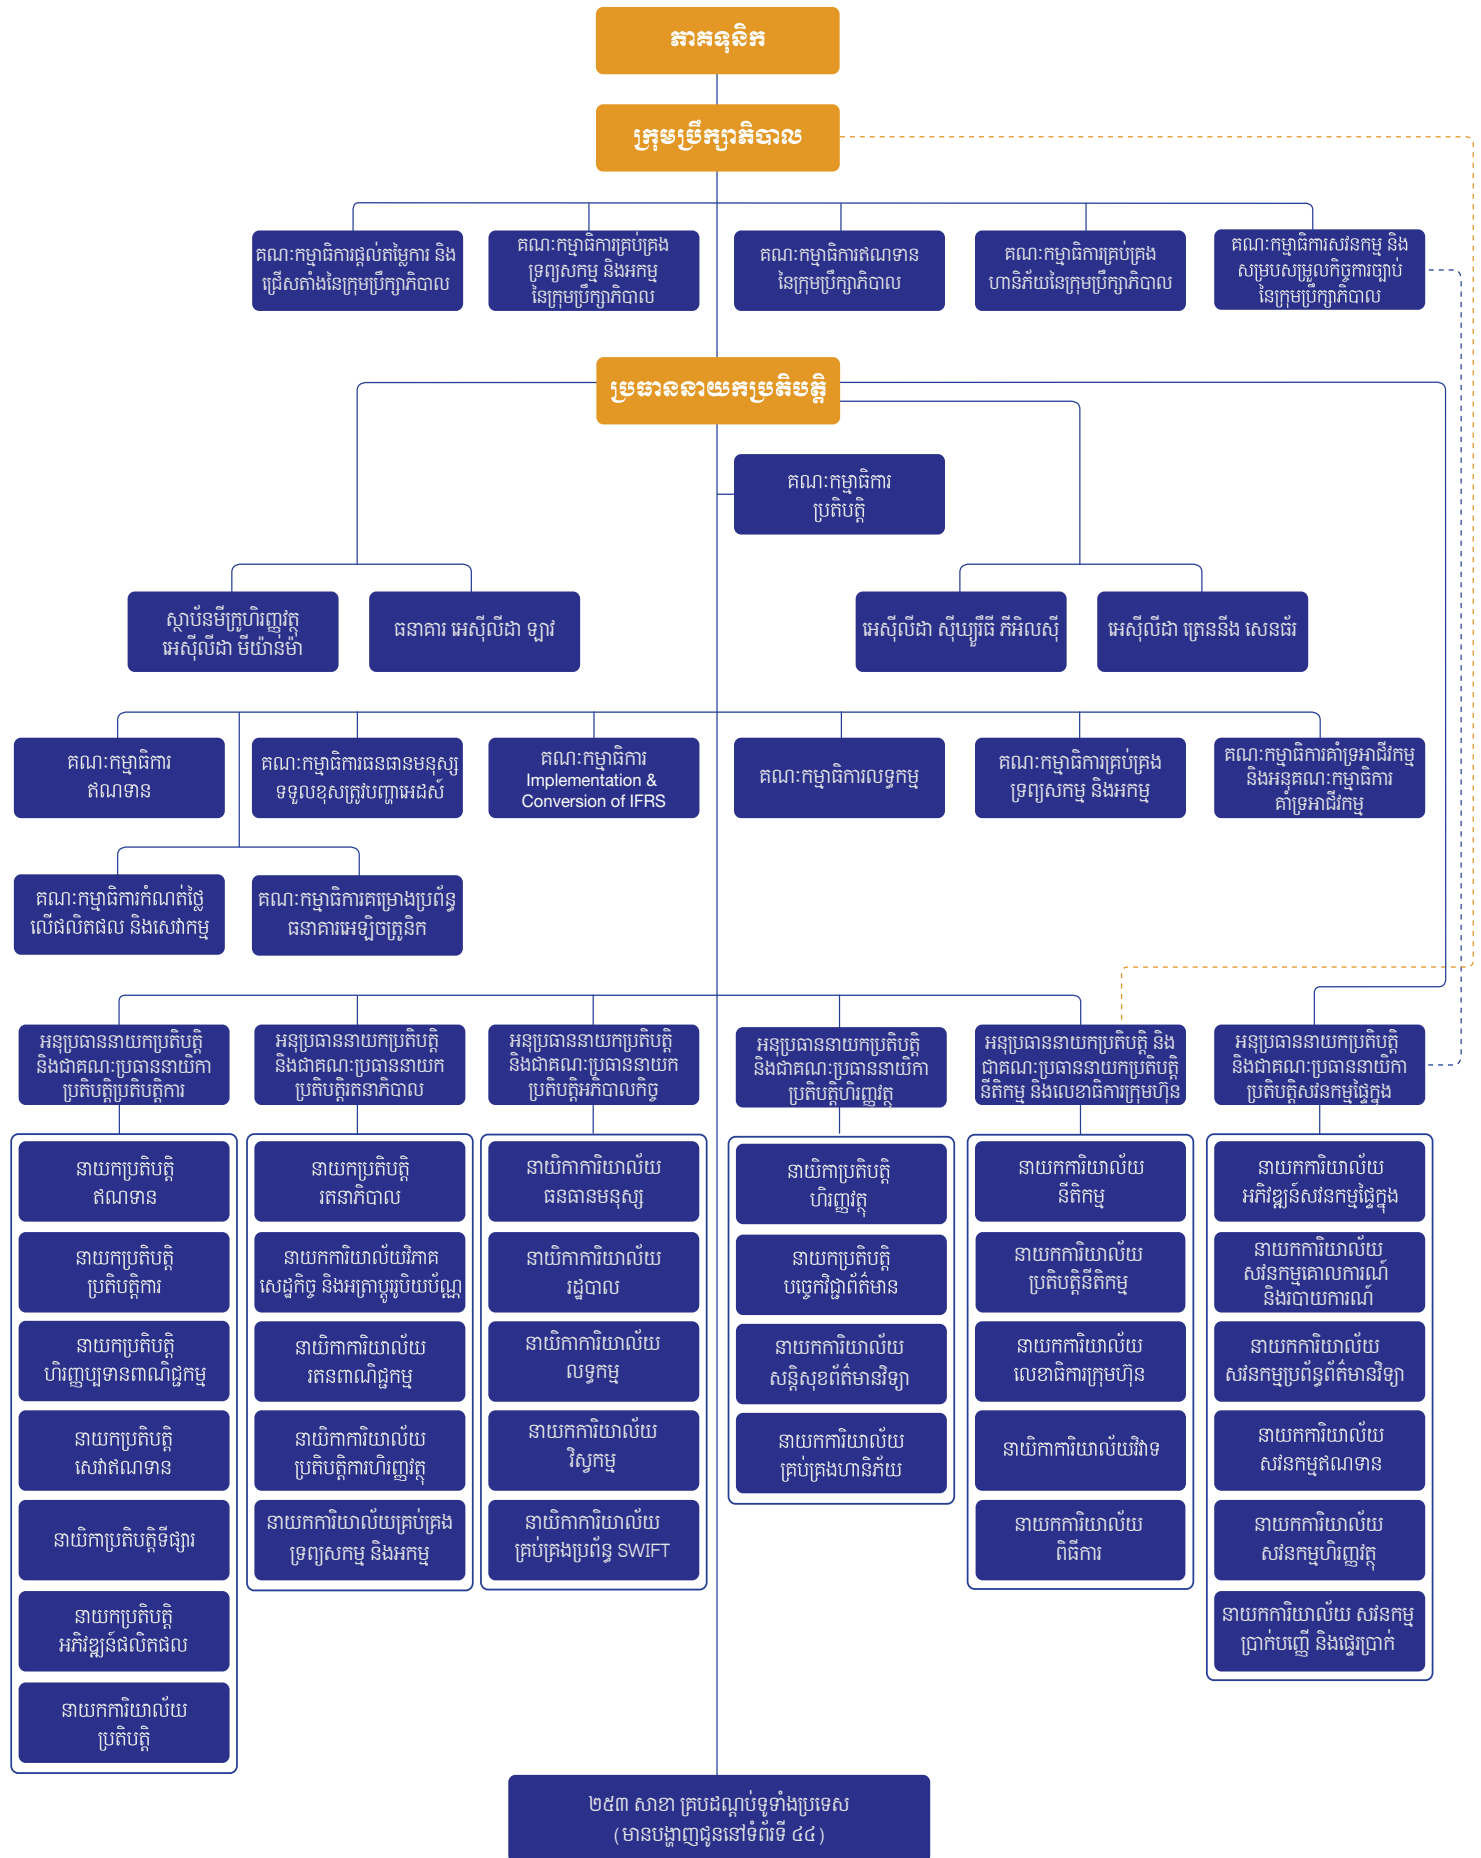 ភាគទុនិក
ក្រុមប្រឹក្សាភិបាល
គណៈកម្មាធិការផ្តល់តម្លៃការ និង
ជ្រើសតាំងនៃក្រុមប្រឹក្សាភិបាល
គណៈកម្មាធិការគ្រប់គ្រង
ទ្រព្យសកម្ម និងអកម្ម
នៃក្រុមប្រឹក្សាភិបាល
គណៈកម្មាធិការឥណទាន
នៃក្រុមប្រឹក្សាភិបាល
គណៈកម្មាធិការគ្រប់គ្រង
ហានិភ័យនៃក្រុមប្រឹក្សាភិបាល
គណៈកម្មាធិការសវនកម្ម និង
សម្របសម្រួលកិច្ចការច្បាប់
នៃក្រុមប្រឹក្សាភិបាល
ប្រធាននាយកប្រតិបត្តិ
គណៈកម្មាធិការ
ប្រតិបត្តិ
ស្ថាប័នមីក្រូហិរញ្ញវត្ថុ
អេស៊ីលីដា មីយ៉ាន់ម៉ា
ធនាគារ អេស៊ីលីដា ឡាវ
អេស៊ីលីដា ស៊ីឃ្យួរឹធី ភីអិលស៊ី
អេស៊ីលីដា ត្រេននីង សេនធ័រ
គណៈកម្មាធិការ
ឥណទាន
គណៈកម្មាធិការធនធានមនុស្ស
ទទួលខុសត្រូវបញ្ហាអេដស៍
គណៈកម្មាធិការ
Implementation &
Conversion of IFRS
គណៈកម្មាធិការលទ្ធកម្ម
គណៈកម្មាធិការគ្រប់គ្រង
ទ្រព្យសកម្ម និងអកម្ម
គណៈកម្មាធិការគាំទ្រអាជីវកម្ម
និងអនុគណៈកម្មាធិការ
គាំទ្រអាជីវកម្ម
គណៈកម្មាធិការកំណត់ថ្លៃ
លើផលិតផល និងសេវាកម្ម
គណៈកម្មាធិការគម្រោងប្រព័ន្ធ
ធនាគារអេឡិចត្រូនិក
អនុប្រធាននាយកប្រតិបត្តិ
និងជាគណៈប្រធាននាយិកា
ប្រតិបត្តិប្រតិបត្តិការ
អនុប្រធាននាយកប្រតិបត្តិ
និងជាគណៈប្រធាននាយក
ប្រតិបត្តិរតនាភិបាល
អនុប្រធាននាយកប្រតិបត្តិ
និងជាគណៈប្រធាននាយក
ប្រតិបត្តិអភិបាលកិច្ច
អនុប្រធាននាយកប្រតិបត្តិ
និងជាគណៈប្រធាននាយិកា
ប្រតិបត្តិហិរញ្ញវត្ថុ
អនុប្រធាននាយកប្រតិបត្តិ និង
ជាគណៈប្រធាននាយកប្រតិបត្តិ
នីតិកម្ម និងលេខាធិការក្រុមហ៊ុន
អនុប្រធាននាយកប្រតិបត្តិ
និងជាគណៈប្រធាននាយិកា
ប្រតិបត្តិសវនកម្មផ្ទៃក្នុង
នាយកប្រតិបត្តិ
ឥណទាន
នាយកប្រតិបត្តិ
ប្រតិបត្តិការ
នាយកប្រតិបត្តិ
ហិរញ្ញប្បទានពាណិជ្ជកម្ម
នាយកប្រតិបត្តិ
សេវាឥណទាន
នាយិកាប្រតិបត្តិទីផ្សារ
នាយកប្រតិបត្តិ
អភិវឌ្ឍន៍ផលិតផល
នាយកការិយាល័យ
ប្រតិបត្តិ
នាយកប្រតិបត្តិ
រតនាភិបាល
នាយកការិយាល័យវិភាគ
សេដ្ឋកិច្ច និងអត្រាប្តូររូបិយប័ណ្ណ
នាយិកាការិយាល័យ
រតនពាណិជ្ជកម្ម
នាយិកាការិយាល័យ
ប្រតិបត្តិការហិរញ្ញវត្ថុ
នាយកការិយាល័យគ្រប់គ្រង
ទ្រព្យសកម្ម និងអកម្ម
នាយិកាការិយាល័យ
ធនធានមនុស្ស
នាយិកាការិយាល័យ
រដ្ឋបាល
នាយិកាការិយាល័យ
លទ្ធកម្ម
នាយកការិយាល័យ
វិស្វកម្ម
នាយិកាការិយាល័យ
គ្រប់គ្រងប្រព័ន្ធ SWIFT
នាយិកាប្រតិបត្តិ
ហិរញ្ញវត្ថុ
នាយកប្រតិបត្តិ
បច្ចេកវិជ្ជាព័ត៌មាន
នាយកការិយាល័យ
សន្តិសុខព័ត៌មានវិទ្យា
នាយកការិយាល័យ
គ្រប់គ្រងហានិភ័យ
នាយកការិយាល័យ
នីតិកម្ម
នាយកការិយាល័យ
ប្រតិបត្តិនីតិកម្ម
នាយកការិយាល័យ
លេខាធិការក្រុមហ៊ុន
នាយិកាការិយាល័យវិវាទ
នាយកការិយាល័យ
ពិធីការ
នាយកការិយាល័យ
អភិវឌ្ឍន៍សវនកម្មផ្ទៃក្នុង
នាយកការិយាល័យ
សវនកម្មគោលការណ៍
និងរបាយការណ៍
នាយកការិយាល័យ
សវនកម្មប្រព័ន្ធព័ត៌មានវិទ្យា
នាយកការិយាល័យ
សវនកម្មឥណទាន
នាយកការិយាល័យ
សវនកម្មហិរញ្ញវត្ថុ
នាយកការិយាល័យ សវនកម្ម
ប្រាក់បញ្ញើ និងផ្ទេរប្រាក់
២៥៣ សាខា គ្របដណ្តប់ទូទាំងប្រទេស
(មានបង្ហាញជូននៅទំព័រទី ៤៤)